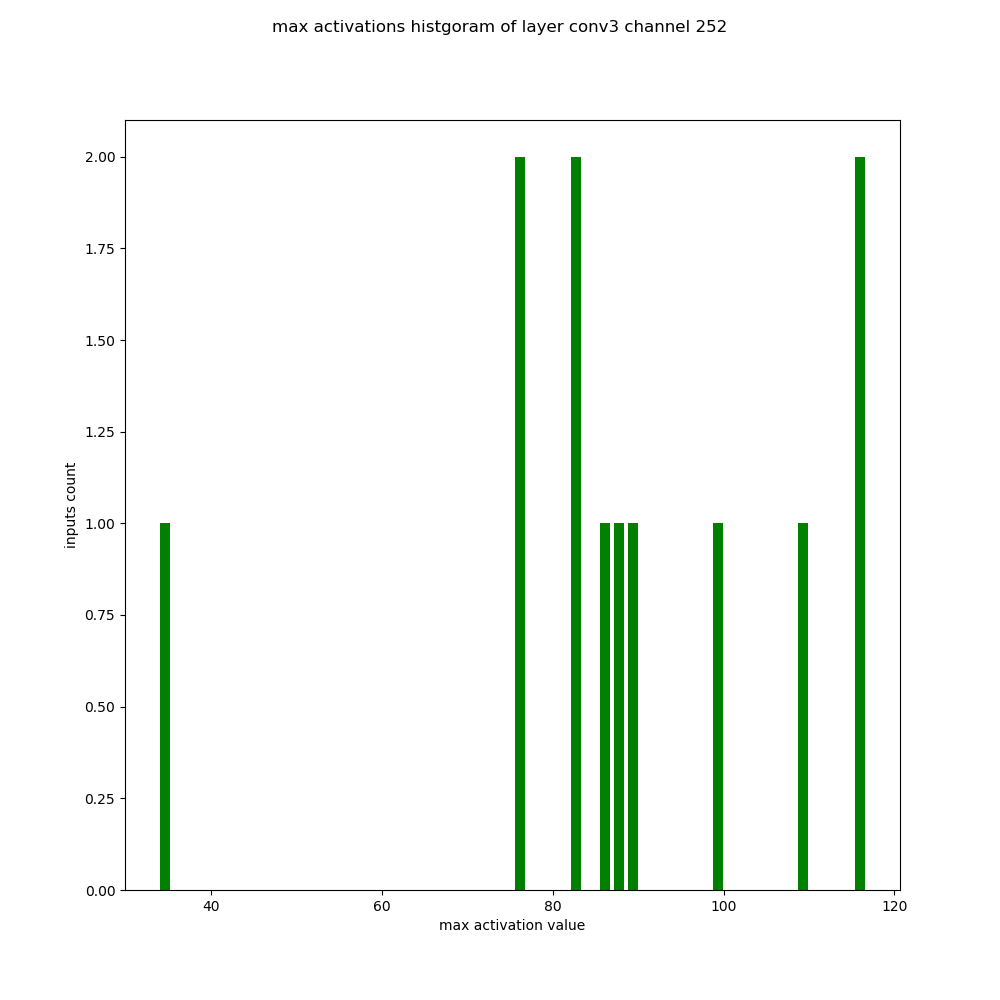 max activations histgoram of layer conv3 channel 252
2.00
1.75
1.50
1.25
1.00
0.75
0.50
0.25
0.00
inputs count
40 60 80 100 120
max activation value